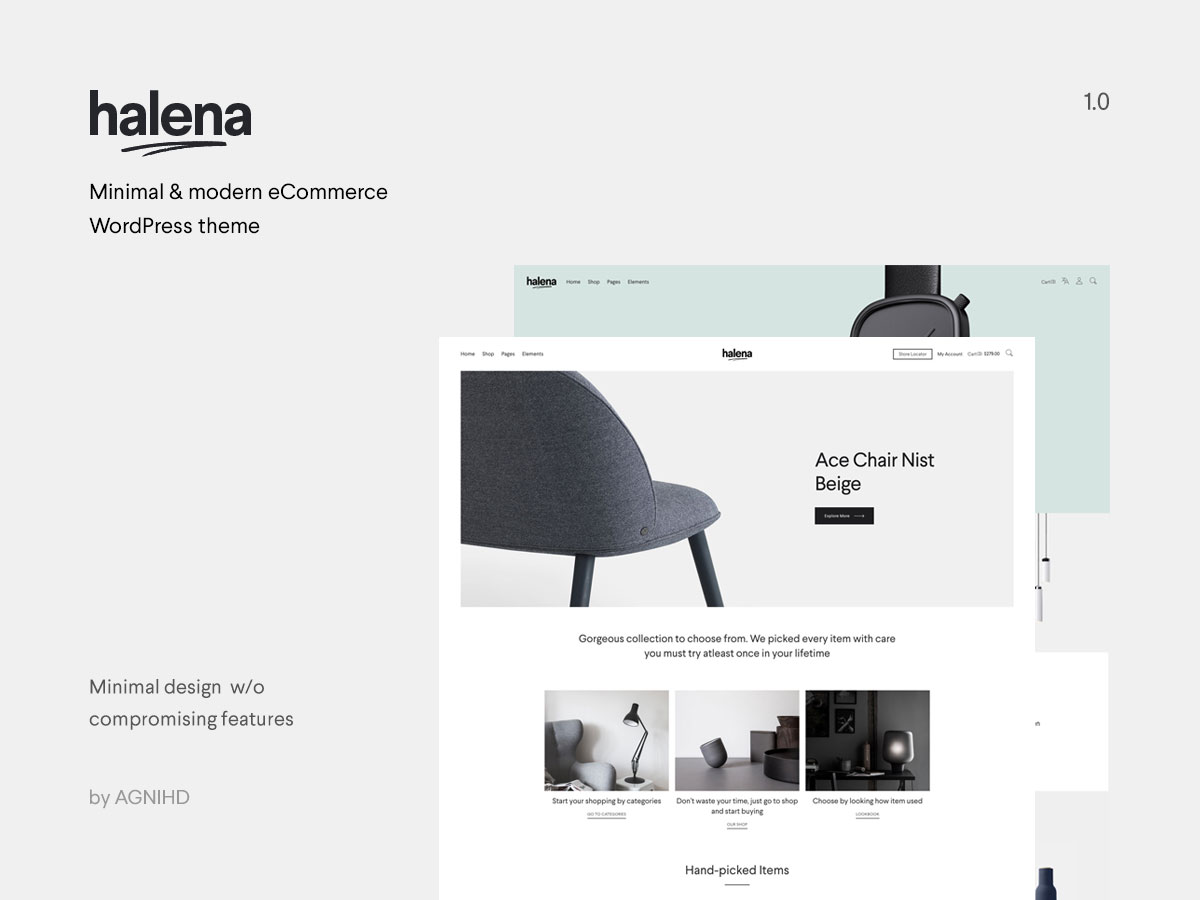 halena
1.0
Minimal & modern eCommerce
WordPress theme
halena
Home Shop Pages Elements
Home Shop Pages Elements
halena
Store Locator
My Account
$279.00
Ace Chair Nist
Beige
Explore More
Gorgeous collection to choose from. We picked every item with care
you must try atleast once in your lifetime
Minimal design w/o
compromising features
by AGNIHD
Start your shopping by categories
GO TO CATEGORIES
Don't waste your time, just go to shop
and start buying
OUR SHOP
Choose by looking how item used
LOOKBOOK
Hand-picked Items